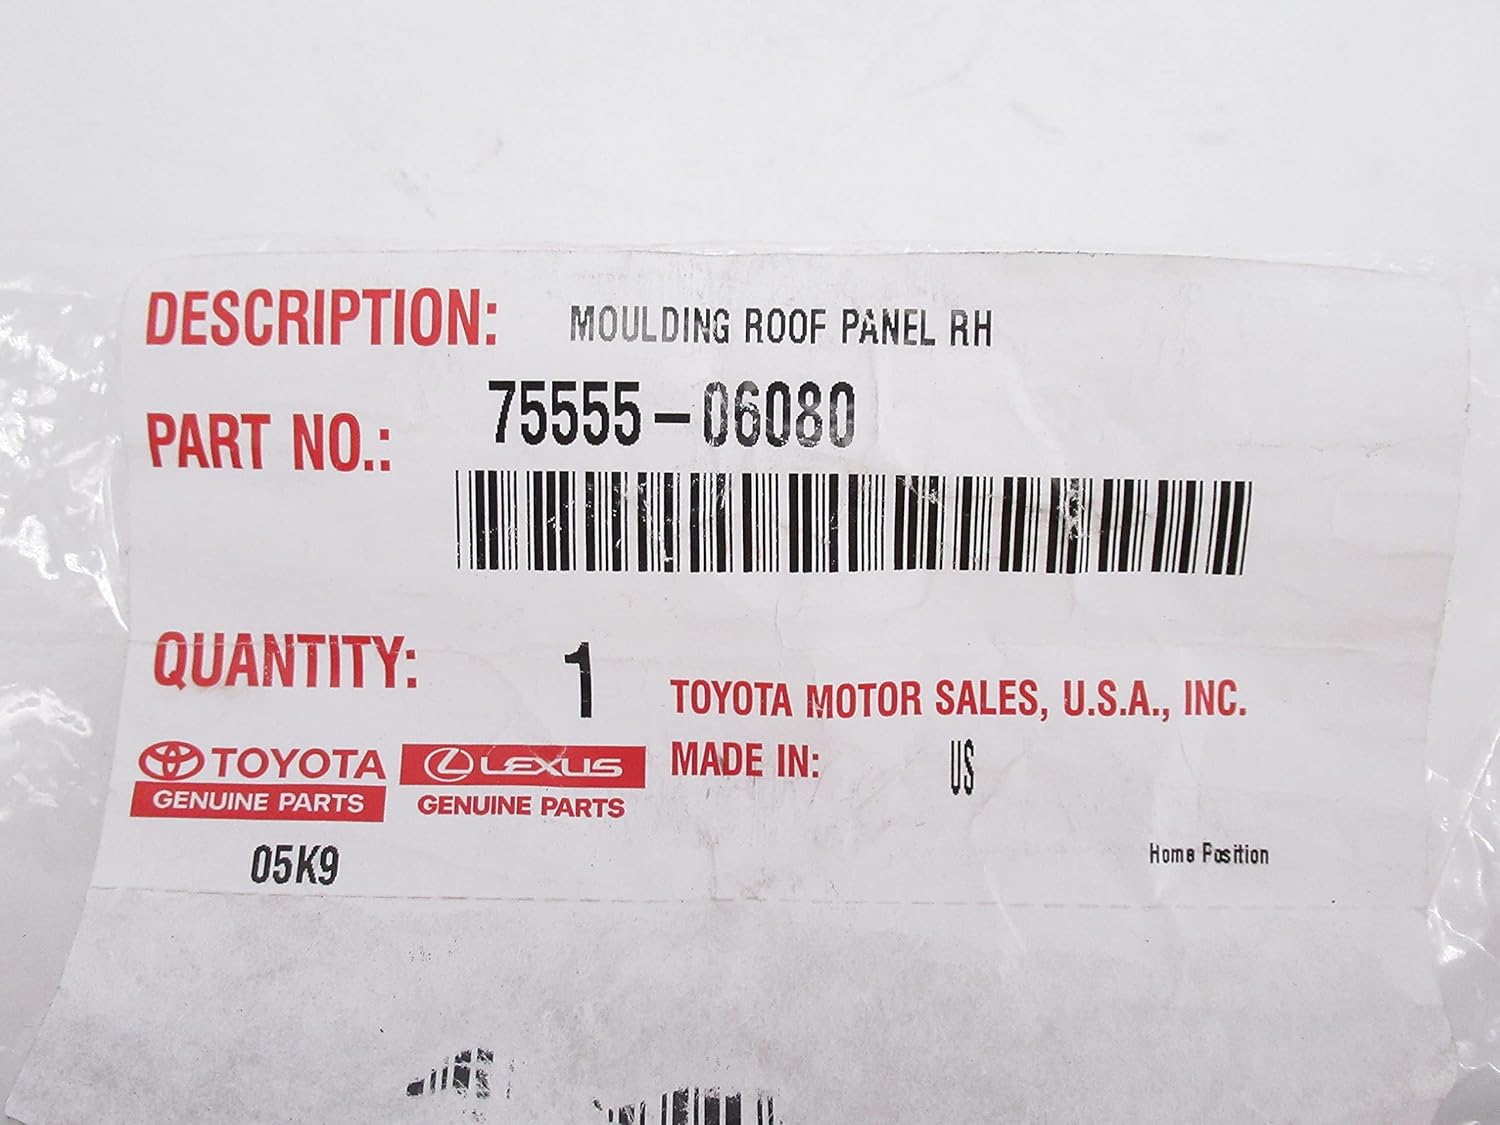 DESCRIPTION: MOULDING ROOF PANEL RH
PART NO.: 75555-06080
QUANTITY: 1
TOYOTA MOTOR SALES, U.S.A., INC.
MADE IN: US
TOYOTA
GENUINE PARTS
LEXUS
GENUINE PARTS
05K9
Home Position